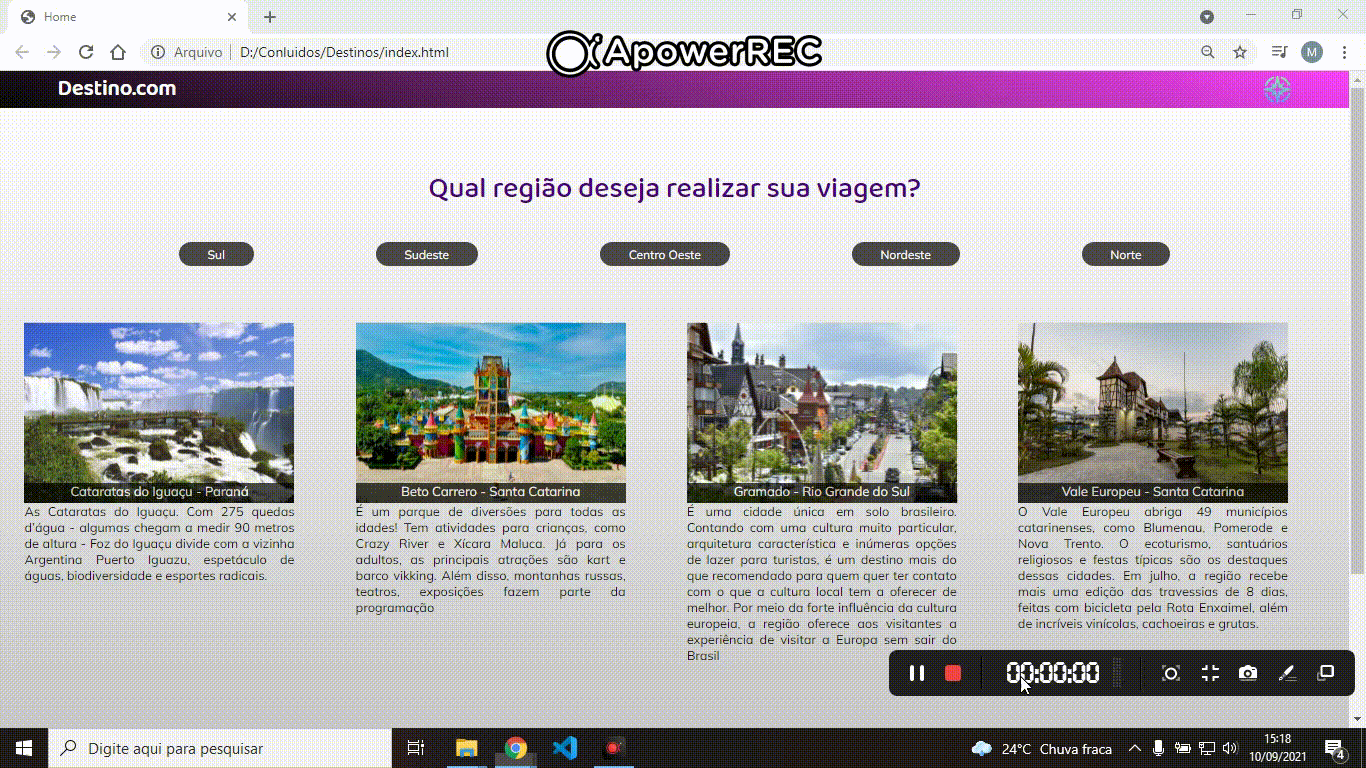 Home
Arquivo
D:/Conluidos/Destinos/index.html
ApowerREC
M
Destino.com
Qual região deseja realizar sua viagem?
Sul
Sudeste
Centro Oeste
Nordeste
Norte
Cataratas do Iguaçu - Paraná
As Cataratas do Iguaçu. Com 275 quedas
d'água - algumas chegam a medir 90 metros
de altura - Foz do Iguaçu divide com a vizinha
Argentina Puerto Iguazu, espetáculo de
águas, biodiversidade e esportes radicais.
Beto Carrero - Santa Catarina
É um parque de diversões para todas as
idades! Tem atividades para crianças, como
Crazy River e Xícara Maluca. Já para os
adultos, as principais atrações são kart e
barco vikking. Além disso, montanhas russas,
teatros, exposições fazem parte da
programação
Gramado - Rio Grande do Sul
É uma cidade única em solo brasileiro.
Contando com uma cultura muito particular,
arquitetura característica e inúmeras opções
de lazer para turistas, é um destino mais do
que recomendado para quem quer ter contato
com o que a cultura local tem a oferecer de
melhor. Por meio da forte influência da cultura
europeia, a região oferece aos visitantes a
experiência de visitar a Europa sem sair do
Brasil
Vale Europeu - Santa Catarina
O Vale Europeu abriga 49 municípios
catarinenses, como Blumenau, Pomerode e
Nova Trento. O ecoturismo, santuários
religiosos e festas típicas são os destaques
dessas cidades. Em julho, a região recebe
mais uma edição das travessias de 8 dias,
feitas com bicicleta pela Rota Enxaimel, além
de incríveis vinícolas, cachoeiras e grutas.
00:00:00
Digite aqui para pesquisar
24°C Chuva fraca
15:18
10/09/2021
4